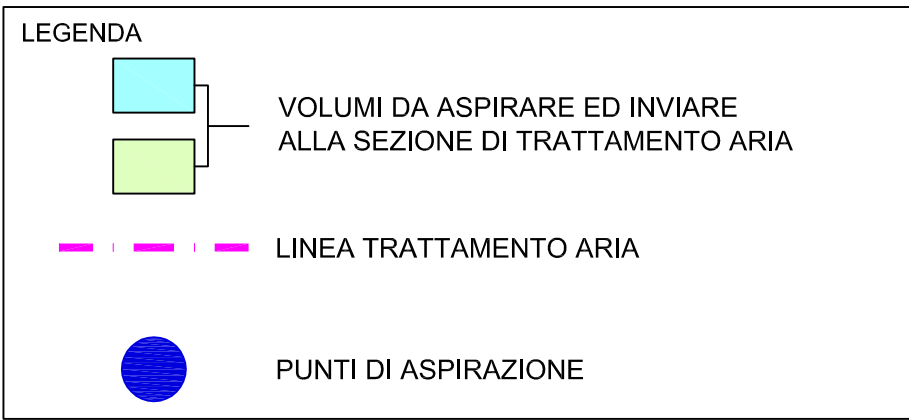 LEGENDA
VOLUMI DA ASPIRARE ED INVIARE
ALLA SEZIONE DI TRATTAMENTO ARIA
LINEA TRATTAMENTO ARIA
PUNTI DI ASPIRAZIONE